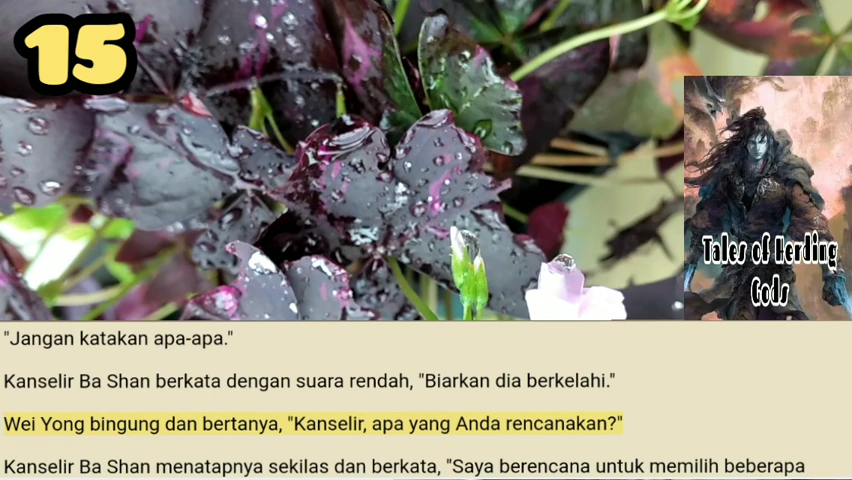 15
Tales of Herding
Gods
"Jangan katakan apa-apa."
Kanselir Ba Shan berkata dengan suara rendah, "Biarkan dia berkelahi."
Wei Yong bingung dan bertanya, "Kanselir, apa yang Anda rencanakan?"
Kanselir Ba Shan menatapnya sekilas dan berkata, "Saya berencana untuk memilih beberapa